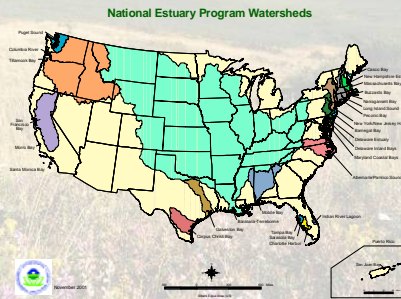 National Estuary Program Watersheds
Puget Sound
Columbia River
Tillamook Bay
San
Francisco
Bay
Morro Bay
Santa Monica Bay
Casco Bay
New Hampshire Est
Massachusetts Bay
Buzzards Bay
Narragansett Bay
Long Island Sound
Peconic Bay
New York/New Jersey H
Barnegat Bay
Delaware Estuary
Delaware Inland Bays
Maryland Coastal Bays
Albemarle/Pamlico Sound
Indian River Lagoon
Mobile Bay
Barataria-Terrebonne
Galveston Bay
Corpus Christi Bay
Tampa Bay
Sarasota Bay
Charlotte Harbor
Puerto Rico
San Juan Bay
November 2001